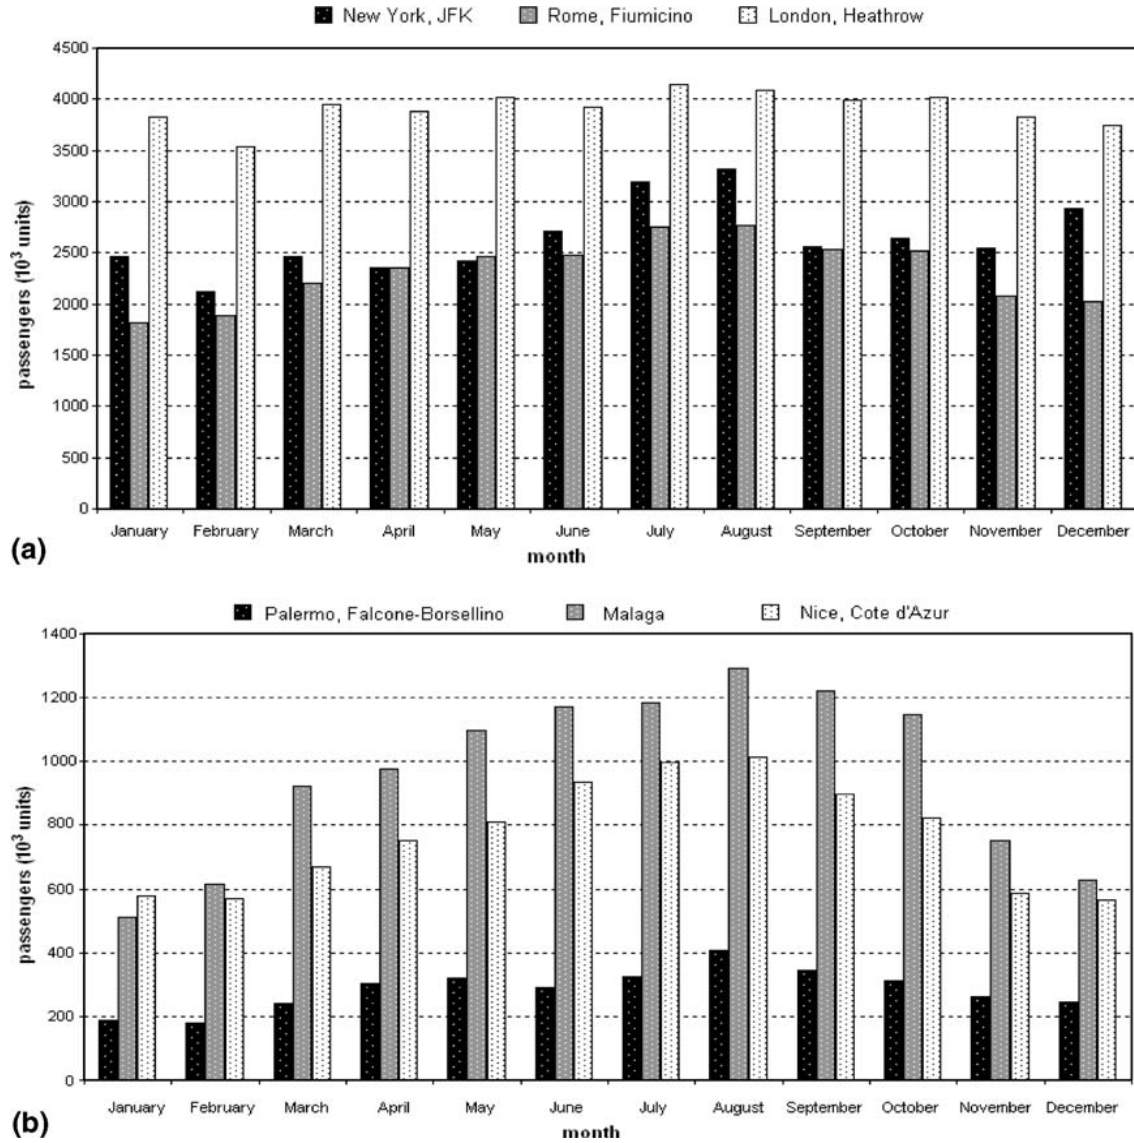 New York, JFK Rome, Fiumicino London, Heathrow
4500
4000
3500
3000
2500
2000
1500
1000
500
0
passengers (10³ units)
January February March April May June July August September October November December
(a)
month
Palermo, Falcone-Borsellino Malaga Nice, Cote d'Azur
1400
1200
1000
800
600
400
200
0
passengers (10³ units)
January February March April May June July August September October November December
(b)
month